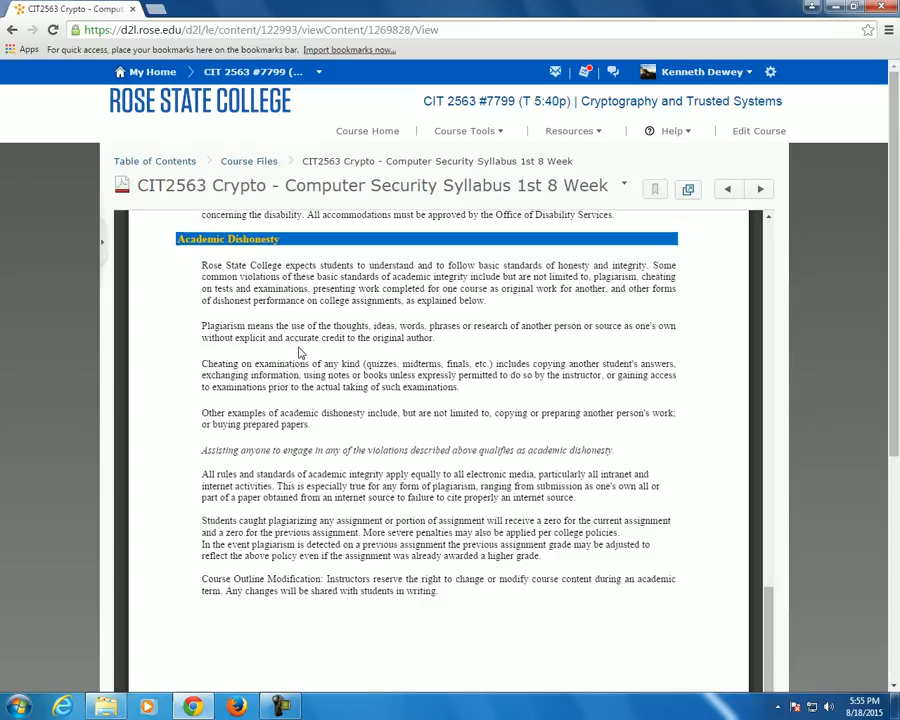 CIT2563 Crypto - Comput
https://d2l.rose.edu/d2l/le/content/122993/viewContent/1269828/View
Apps For quick access, place your bookmarks here on the bookmarks bar. Import bookmarks now...
My Home CIT 2563 #7799 (... Kenneth Dewey
ROSE STATE COLLEGE CIT 2563 #7799 (T 5:40p) | Cryptography and Trusted Systems
Course Home Course Tools Resources Help Edit Course
Table of Contents Course Files CIT2563 Crypto - Computer Security Syllabus 1st 8 Week
CIT2563 Crypto - Computer Security Syllabus 1st 8 Week
concerning the disability. All accommodations must be approved by the Office of Disability Services.
Academic Dishonesty
Rose State College expects students to understand and to follow basic standards of honesty and integrity. Some
common violations of these basic standards of academic integrity include but are not limited to, plagiarism, cheating
on tests and examinations, presenting work completed for one course as original work for another, and other forms
of dishonest performance on college assignments, as explained below.
Plagiarism means the use of the thoughts, ideas, words, phrases or research of another person or source as one's own
without explicit and accurate credit to the original author.
Cheating on examinations of any kind (quizzes, midterms, finals, etc.) includes copying another student's answers,
exchanging information, using notes or books unless expressly permitted to do so by the instructor, or gaining access
to examinations prior to the actual taking of such examinations.
Other examples of academic dishonesty include, but are not limited to, copying or preparing another person's work;
or buying prepared papers.
Assisting anyone to engage in any of the violations described above qualifies as academic dishonesty.
All rules and standards of academic integrity apply equally to all electronic media, particularly all intranet and
internet activities. This is especially true for any form of plagiarism, ranging from submission as one's own all or
part of a paper obtained from an internet source to failure to cite properly an internet source.
Students caught plagiarizing any assignment or portion of assignment will receive a zero for the current assignment
and a zero for the previous assignment. More severe penalties may also be applied per college policies.
In the event plagiarism is detected on a previous assignment the previous assignment grade may be adjusted to
reflect the above policy even if the assignment was already awarded a higher grade.
Course Outline Modification: Instructors reserve the right to change or modify course content during an academic
term. Any changes will be shared with students in writing.
5:55 PM
8/18/2015